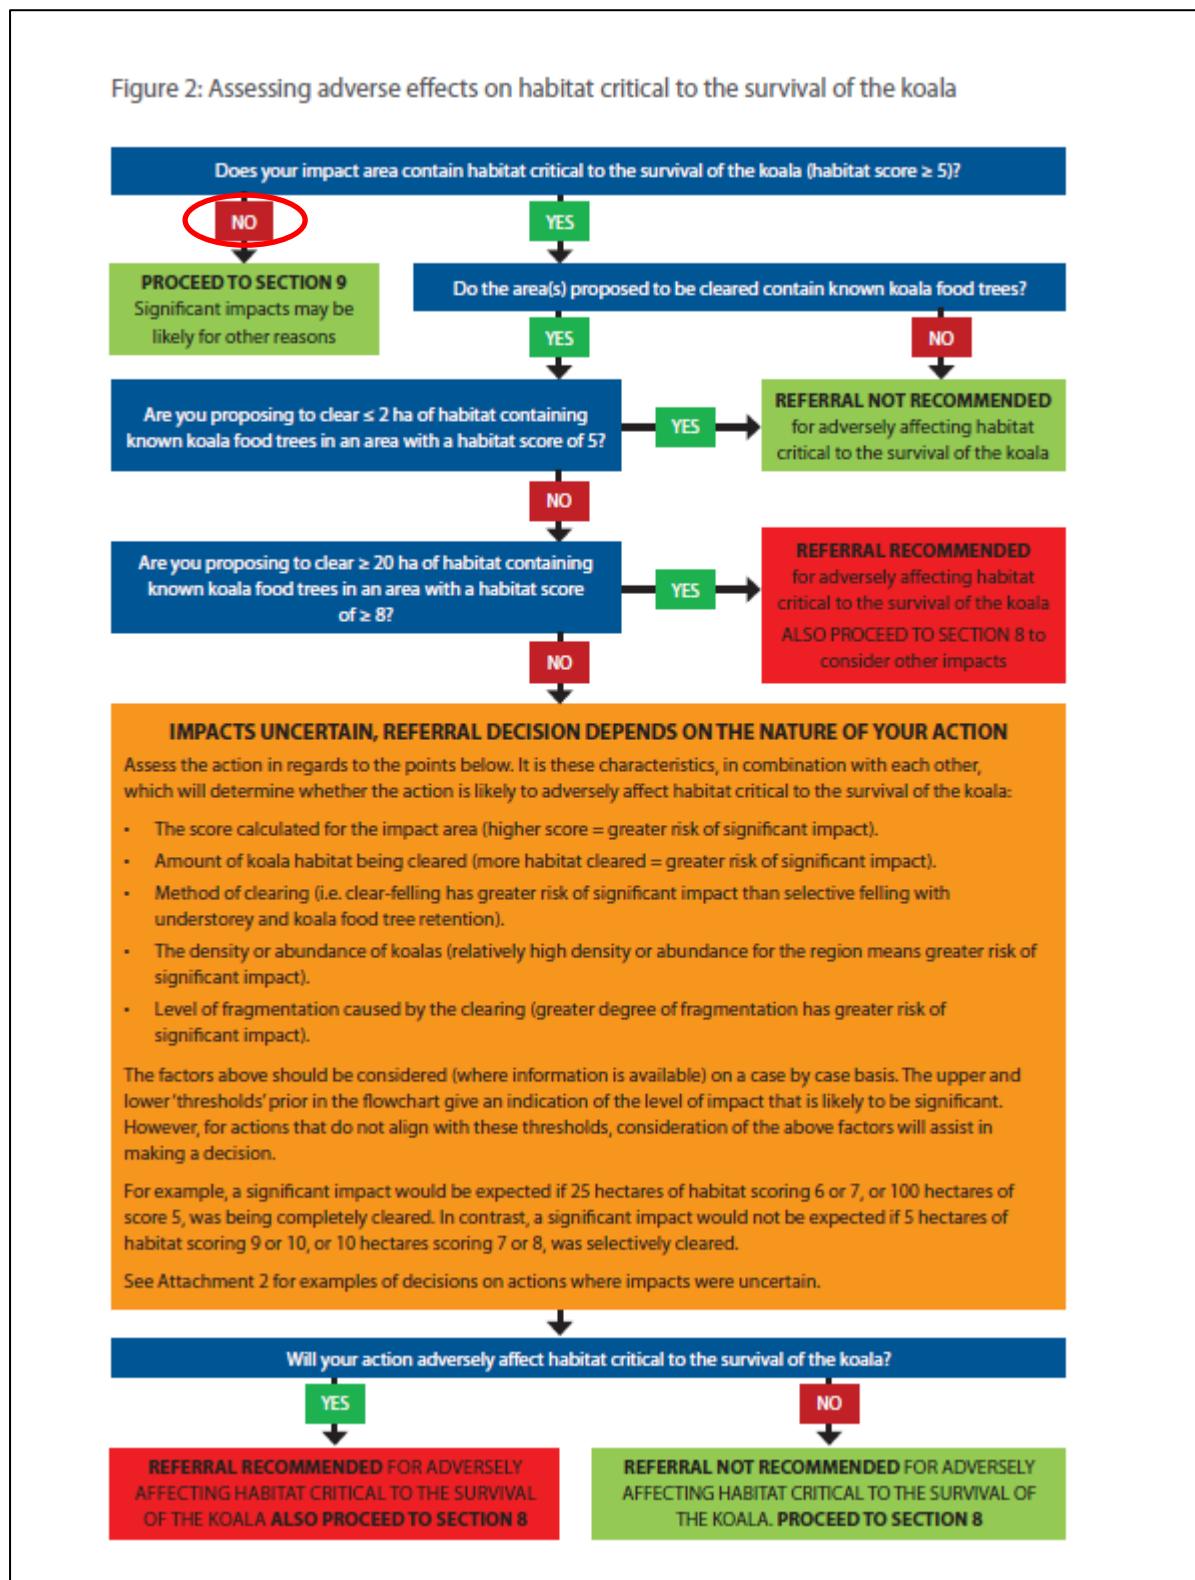 Figure 2: Assessing adverse effects on habitat critical to the survival of the koala
Does your impact area contain habitat critical to the survival of the koala (habitat score ≥ 5)?
NO
YES
PROCEED TO SECTION 9
Significant impacts may be
likely for other reasons
Do the area(s) proposed to be cleared contain known koala food trees?
YES
NO
Are you proposing to clear ≤ 2 ha of habitat containing
known koala food trees in an area with a habitat score of 5?
YES
REFERRAL NOT RECOMMENDED
for adversely affecting habitat
critical to the survival of the koala
NO
Are you proposing to clear ≥ 20 ha of habitat containing
known koala food trees in an area with a habitat score
of ≥ 8?
YES
REFERRAL RECOMMENDED
for adversely affecting habitat
critical to the survival of the koala
ALSO PROCEED TO SECTION 8 to
consider other impacts
NO
IMPACTS UNCERTAIN, REFERRAL DECISION DEPENDS ON THE NATURE OF YOUR ACTION
Assess the action in regards to the points below. It is these characteristics, in combination with each other,
which will determine whether the action is likely to adversely affect habitat critical to the survival of the koala:
• The score calculated for the impact area (higher score = greater risk of significant impact).
• Amount of koala habitat being cleared (more habitat cleared = greater risk of significant impact).
• Method of clearing (i.e. clear-felling has greater risk of significant impact than selective felling with
understorey and koala food tree retention).
• The density or abundance of koalas (relatively high density or abundance for the region means greater risk of
significant impact).
• Level of fragmentation caused by the clearing (greater degree of fragmentation has greater risk of
significant impact).
The factors above should be considered (where information is available) on a case by case basis. The upper and
lower 'thresholds' prior in the flowchart give an indication of the level of impact that is likely to be significant.
However, for actions that do not align with these thresholds, consideration of the above factors will assist in
making a decision.
For example, a significant impact would be expected if 25 hectares of habitat scoring 6 or 7, or 100 hectares of
score 5, was being completely cleared. In contrast, a significant impact would not be expected if 5 hectares of
habitat scoring 9 or 10, or 10 hectares scoring 7 or 8, was selectively cleared.
See Attachment 2 for examples of decisions on actions where impacts were uncertain.
Will your action adversely affect habitat critical to the survival of the koala?
YES
NO
REFERRAL RECOMMENDED FOR ADVERSELY
AFFECTING HABITAT CRITICAL TO THE SURVIVAL
OF THE KOALA ALSO PROCEED TO SECTION 8
REFERRAL NOT RECOMMENDED FOR ADVERSELY
AFFECTING HABITAT CRITICAL TO THE SURVIVAL OF
THE KOALA. PROCEED TO SECTION 8